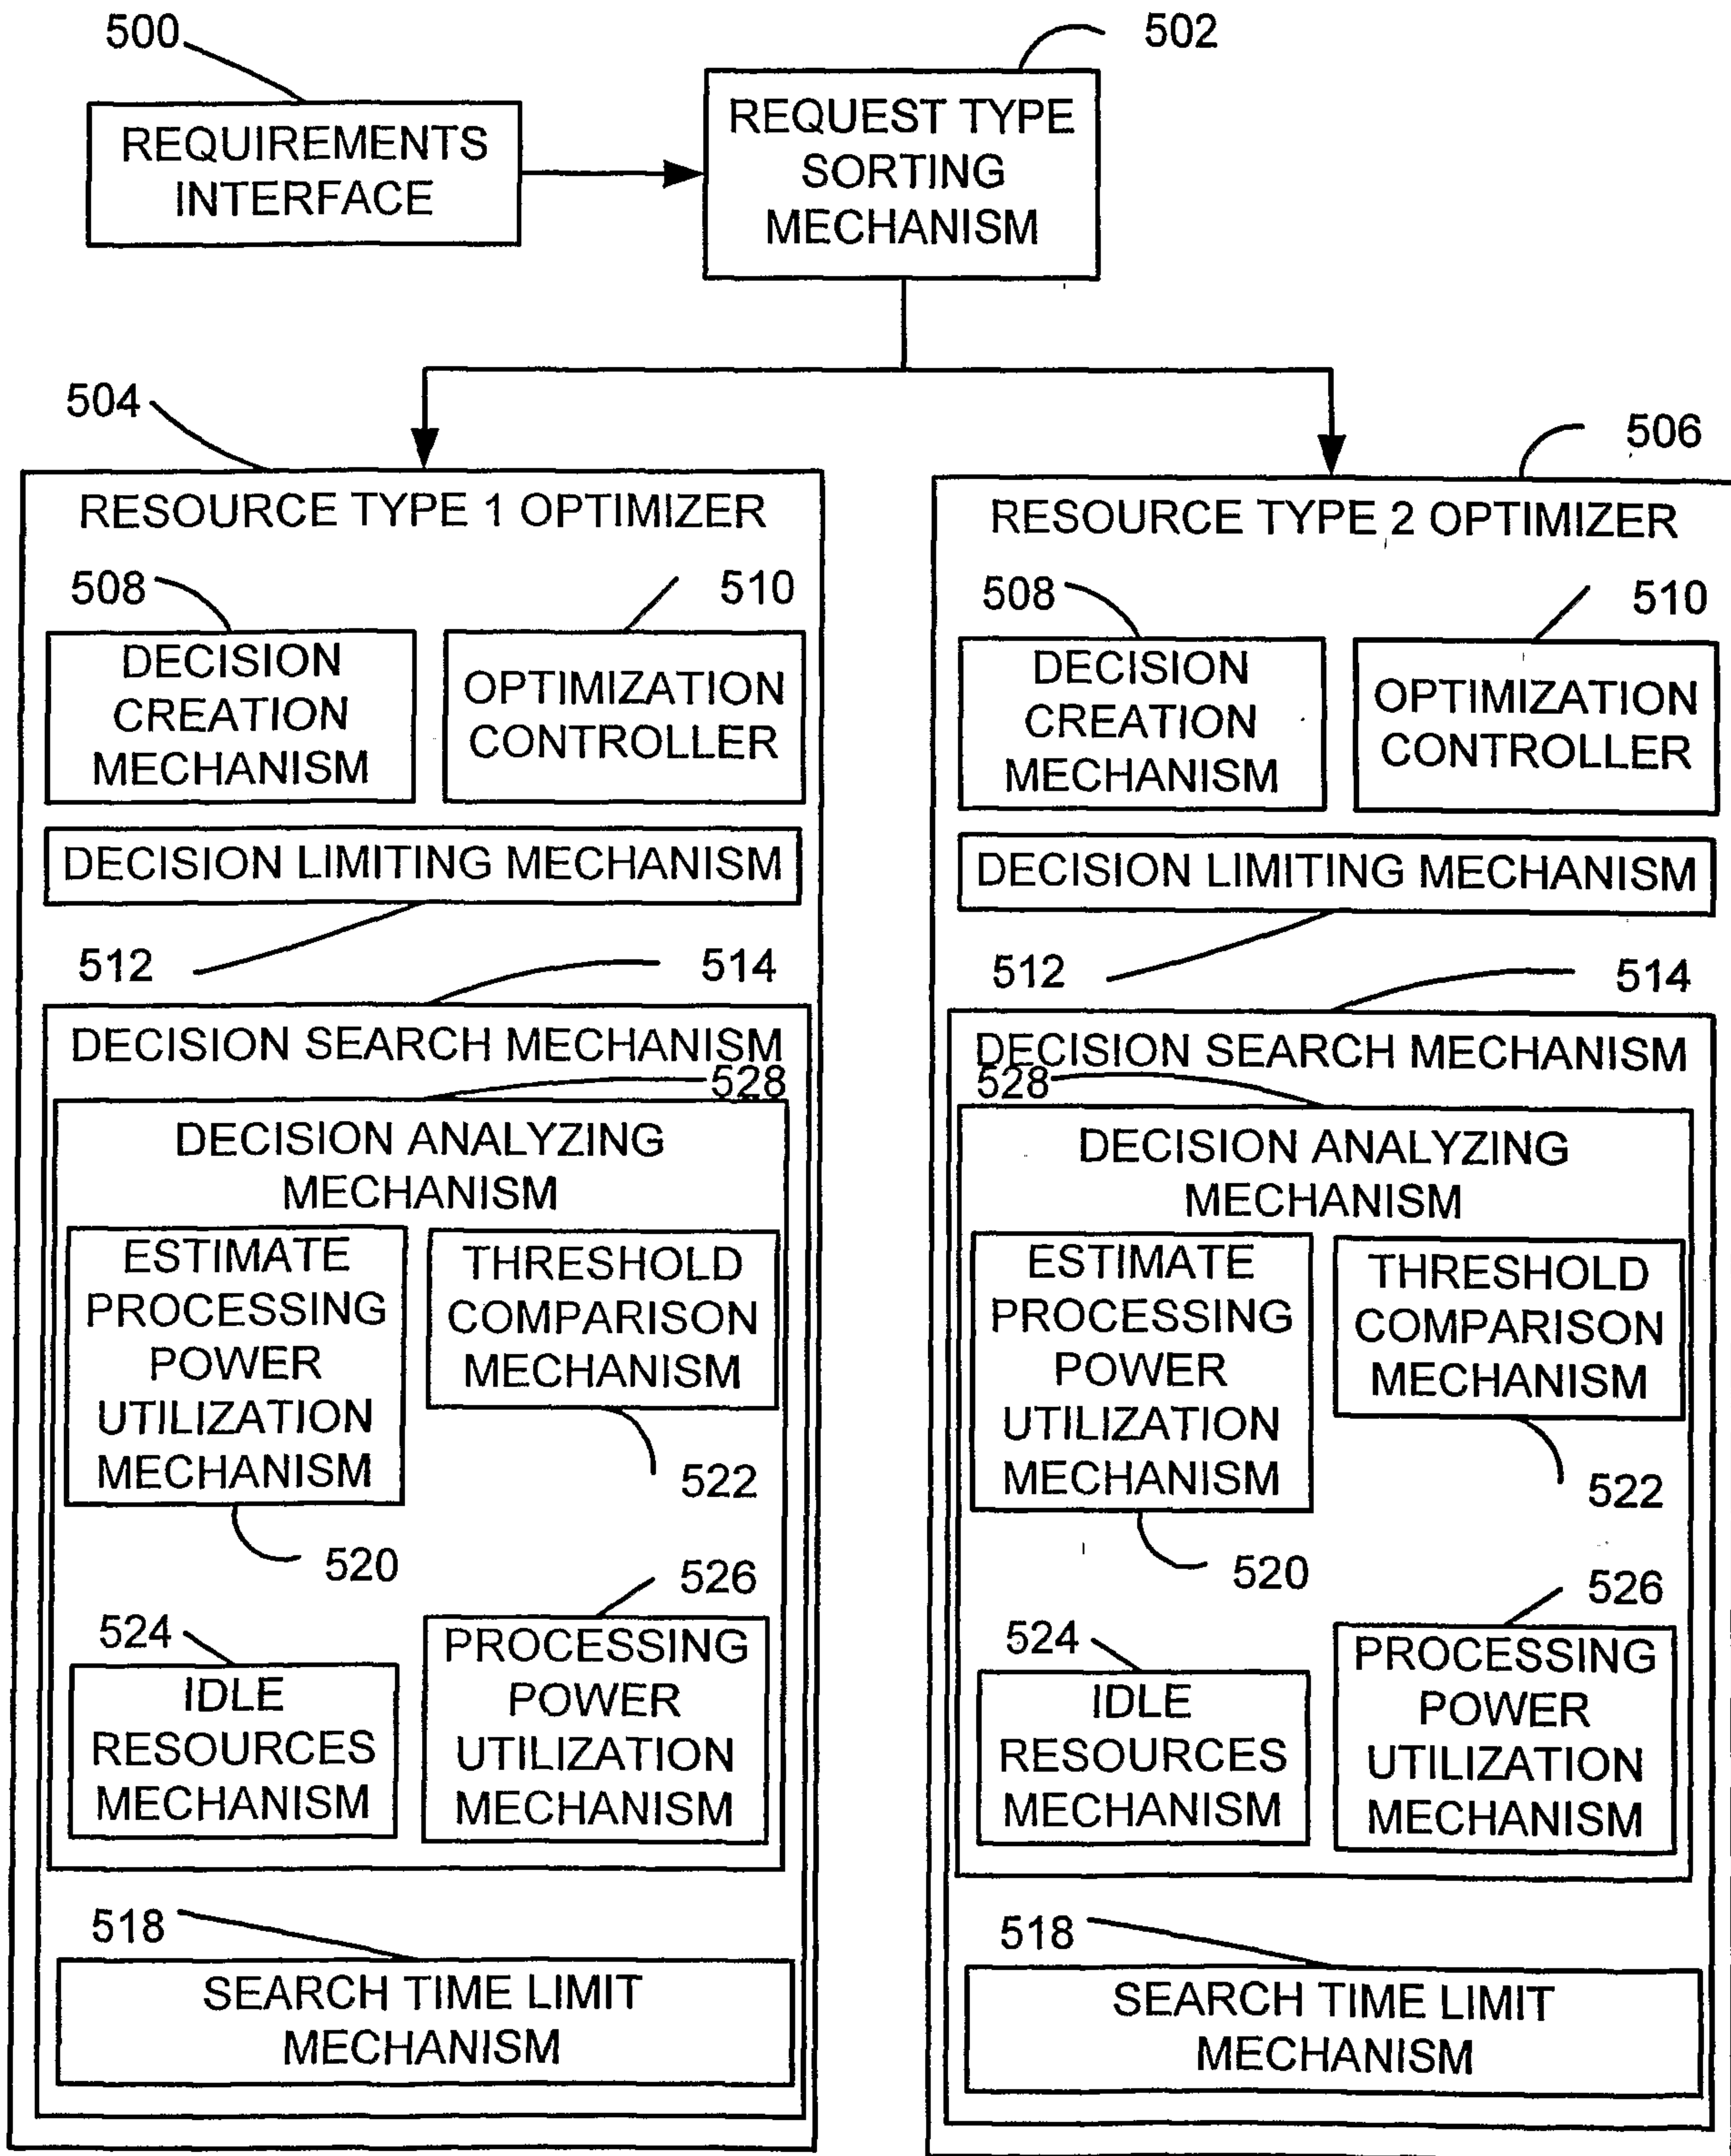 500
502
REQUIREMENTS
INTERFACE
REQUEST TYPE
SORTING
MECHANISM
504
506
RESOURCE TYPE 1 OPTIMIZER
508
510
DECISION
CREATION
MECHANISM
OPTIMIZATION
CONTROLLER
DECISION LIMITING MECHANISM
512
514
DECISION SEARCH MECHANISM
528
DECISION ANALYZING
MECHANISM
ESTIMATE
PROCESSING
POWER
UTILIZATION
MECHANISM
THRESHOLD
COMPARISON
MECHANISM
522
520
526
524
IDLE
RESOURCES
MECHANISM
PROCESSING
POWER
UTILIZATION
MECHANISM
518
SEARCH TIME LIMIT
MECHANISM
RESOURCE TYPE 2 OPTIMIZER
508
510
DECISION
CREATION
MECHANISM
OPTIMIZATION
CONTROLLER
DECISION LIMITING MECHANISM
512
514
DECISION SEARCH MECHANISM
528
DECISION ANALYZING
MECHANISM
ESTIMATE
PROCESSING
POWER
UTILIZATION
MECHANISM
THRESHOLD
COMPARISON
MECHANISM
522
520
526
524
IDLE
RESOURCES
MECHANISM
PROCESSING
POWER
UTILIZATION
MECHANISM
518
SEARCH TIME LIMIT
MECHANISM